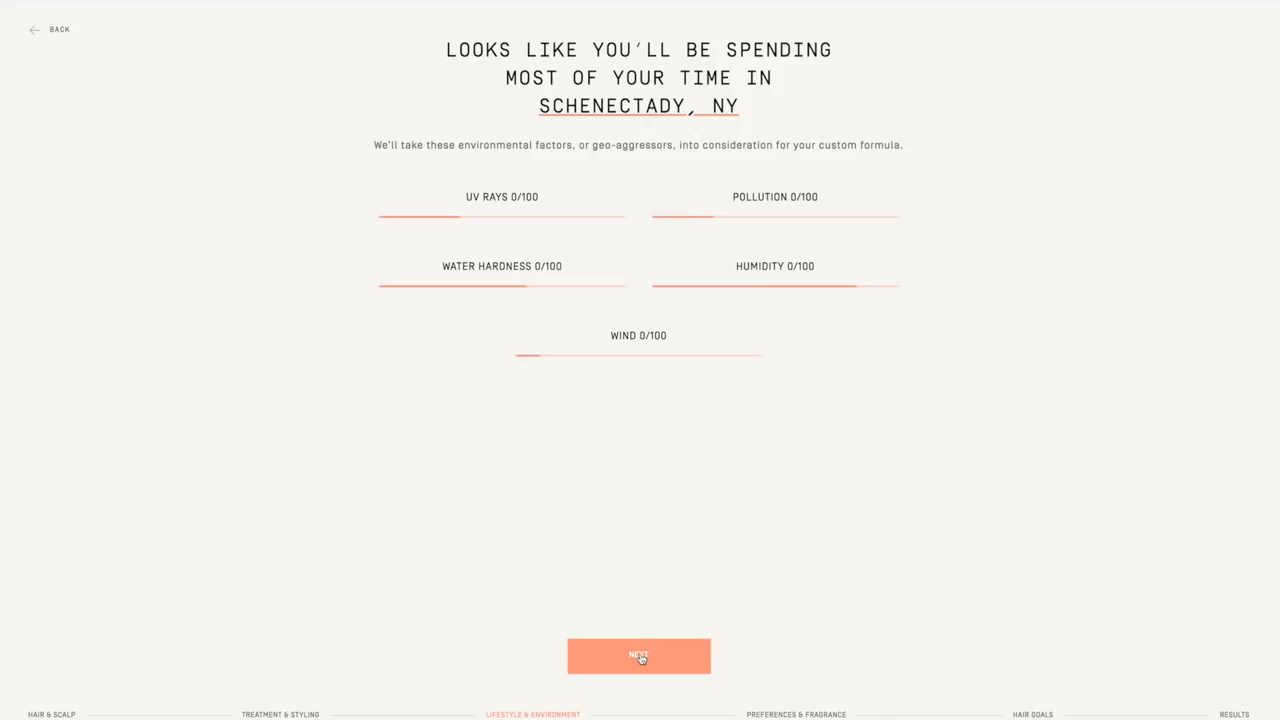 BACK
LOOKS LIKE YOU'LL BE SPENDING
MOST OF YOUR TIME IN
SCHENECTADY, NY
We'll take these environmental factors, or geo-aggressors, into consideration for your custom formula.
UV RAYS 0/100
POLLUTION 0/100
WATER HARDNESS 0/100
HUMIDITY 0/100
WIND 0/100
NEXT
HAIR & SCALP
TREATMENT & STYLING
LIFESTYLE & ENVIRONMENT
PREFERENCES & FRAGRANCE
HAIR GOALS
RESULTS